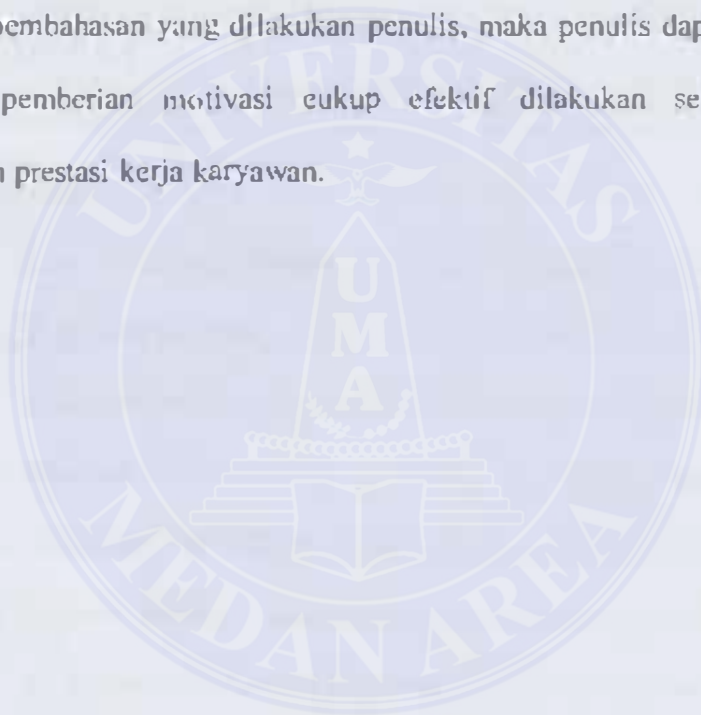 pembahasan yang dilakukan penulis, maka penulis dap
pemberian motivasi cukup efektif dilakukan se
prestasi kerja karyawan.
UNIVERSITAS
UMA
MEDAN AREA